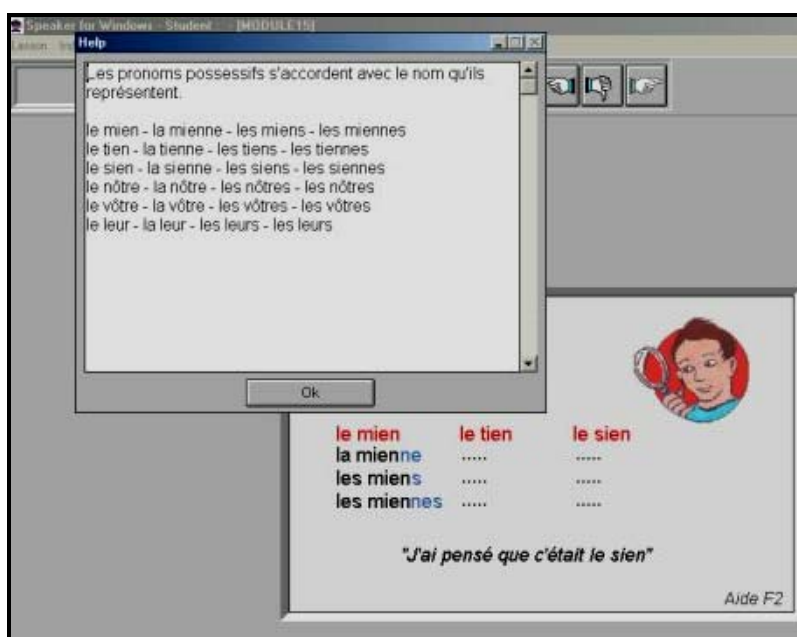 Speaker for Windows - Student : - [MODULE15]
Lesson
Help
Les pronoms possessifs s'accordent avec le nom qu'ils
représentent.
le mien - la mienne - les miens - les miennes
le tien - la tienne - les tiens - les tiennes
le sien - la sienne - les siens - les siennes
le nôtre - la nôtre - les nôtres - les nôtres
le vôtre - la vôtre - les vôtres - les vôtres
le leur - la leur - les leurs - les leurs
Ok
le mien le tien le sien
la mienne ..... .....
les miens ..... .....
les miennes ..... .....
"J'ai pensé que c'était le sien"
Aide F2